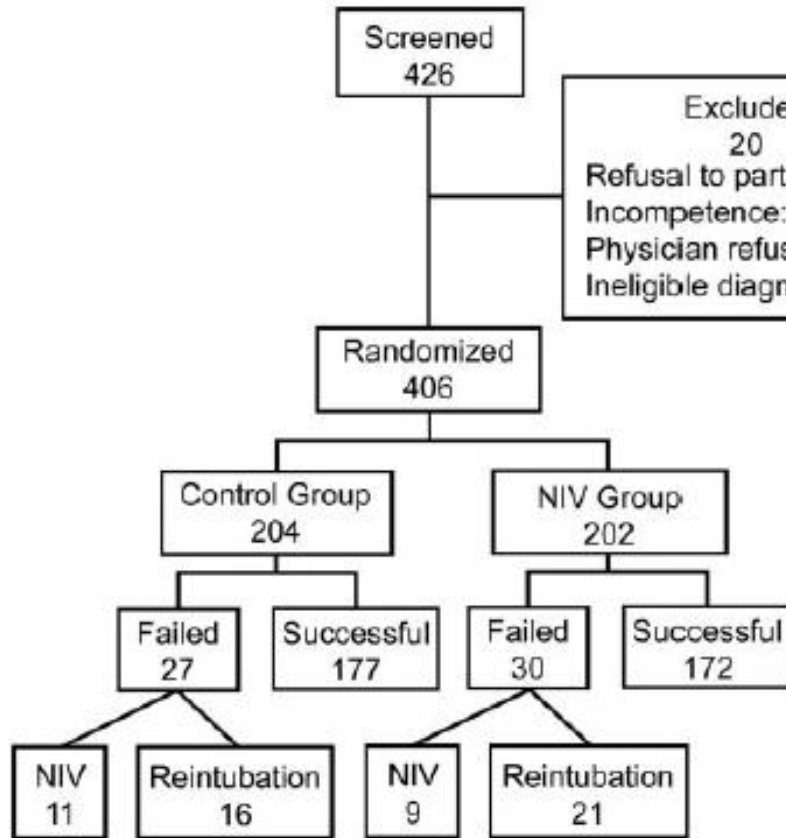 Screened
426
Exclude
20
Refusal to part
Incompetence:
Physician refus
Ineligible diagn
Randomized
406
Control Group
204
NIV Group
202
Failed
27
Successful
177
Failed
30
Successful
172
NIV
11
Reintubation
16
NIV
9
Reintubation
21